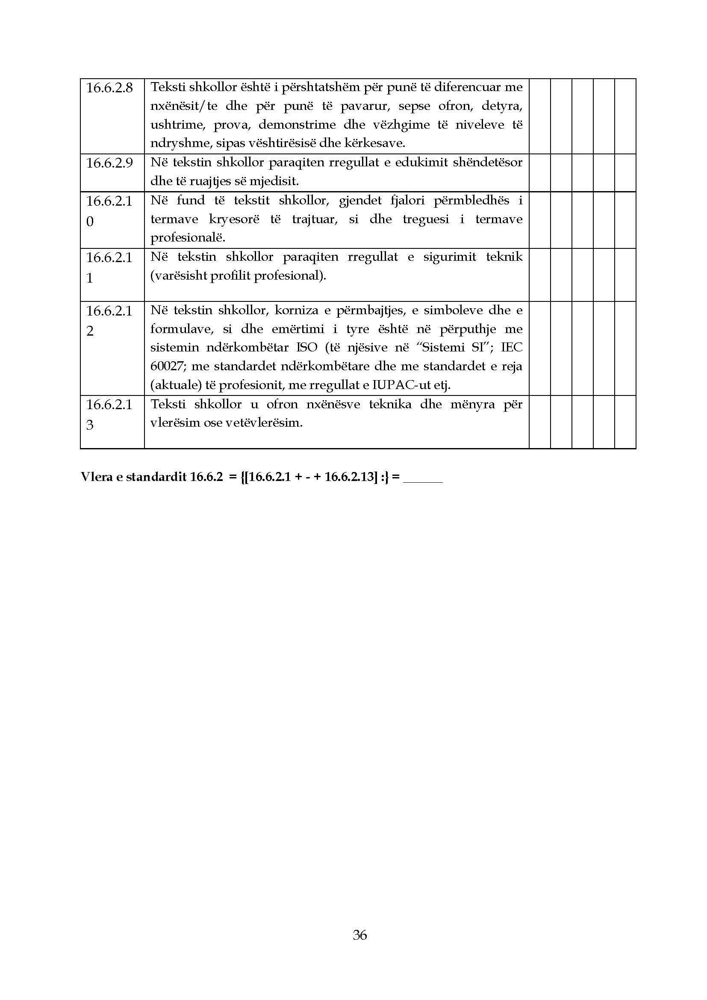 16.6.2.8
Teksti shkollor është i përshtatshëm për punë të diferencuar me
nxënësit/te dhe për punë të pavarur, sepse ofron, detyra,
ushtrime, prova, demonstrime dhe vëzhgime të niveleve të
ndryshme, sipas vështirësisë dhe kërkesave.
16.6.2.9
Në tekstin shkollor paraqiten rregullat e edukimit shëndetësor
dhe të ruajtjes së mjedisit.
16.6.2.1
0
Në fund të tekstit shkollor, gjendet fjalori përmbledhës i
termave kryesorë të trajtuar, si dhe treguesi i termave
profesionalë.
16.6.2.1
1
Në tekstin shkollor paraqiten rregullat e sigurimit teknik
(varësisht profilit profesional).
16.6.2.1
2
Në tekstin shkollor, korniza e përmbajtjes, e simboleve dhe e
formulave, si dhe emërtimi i tyre është në përputhje me
sistemin ndërkombëtar ISO (të njësive në “Sistemi SI”; IEC
60027; me standardet ndërkombëtare dhe me standardet e reja
(aktuale) të profesionit, me rregullat e IUPAC-ut etj.
16.6.2.1
3
Teksti shkollor u ofron nxënësve teknika dhe mënyra për
vlerësim ose vetëvlerësim.
Vlera e standardit 16.6.2 = {[16.6.2.1 + - + 16.6.2.13] :} = ______
36